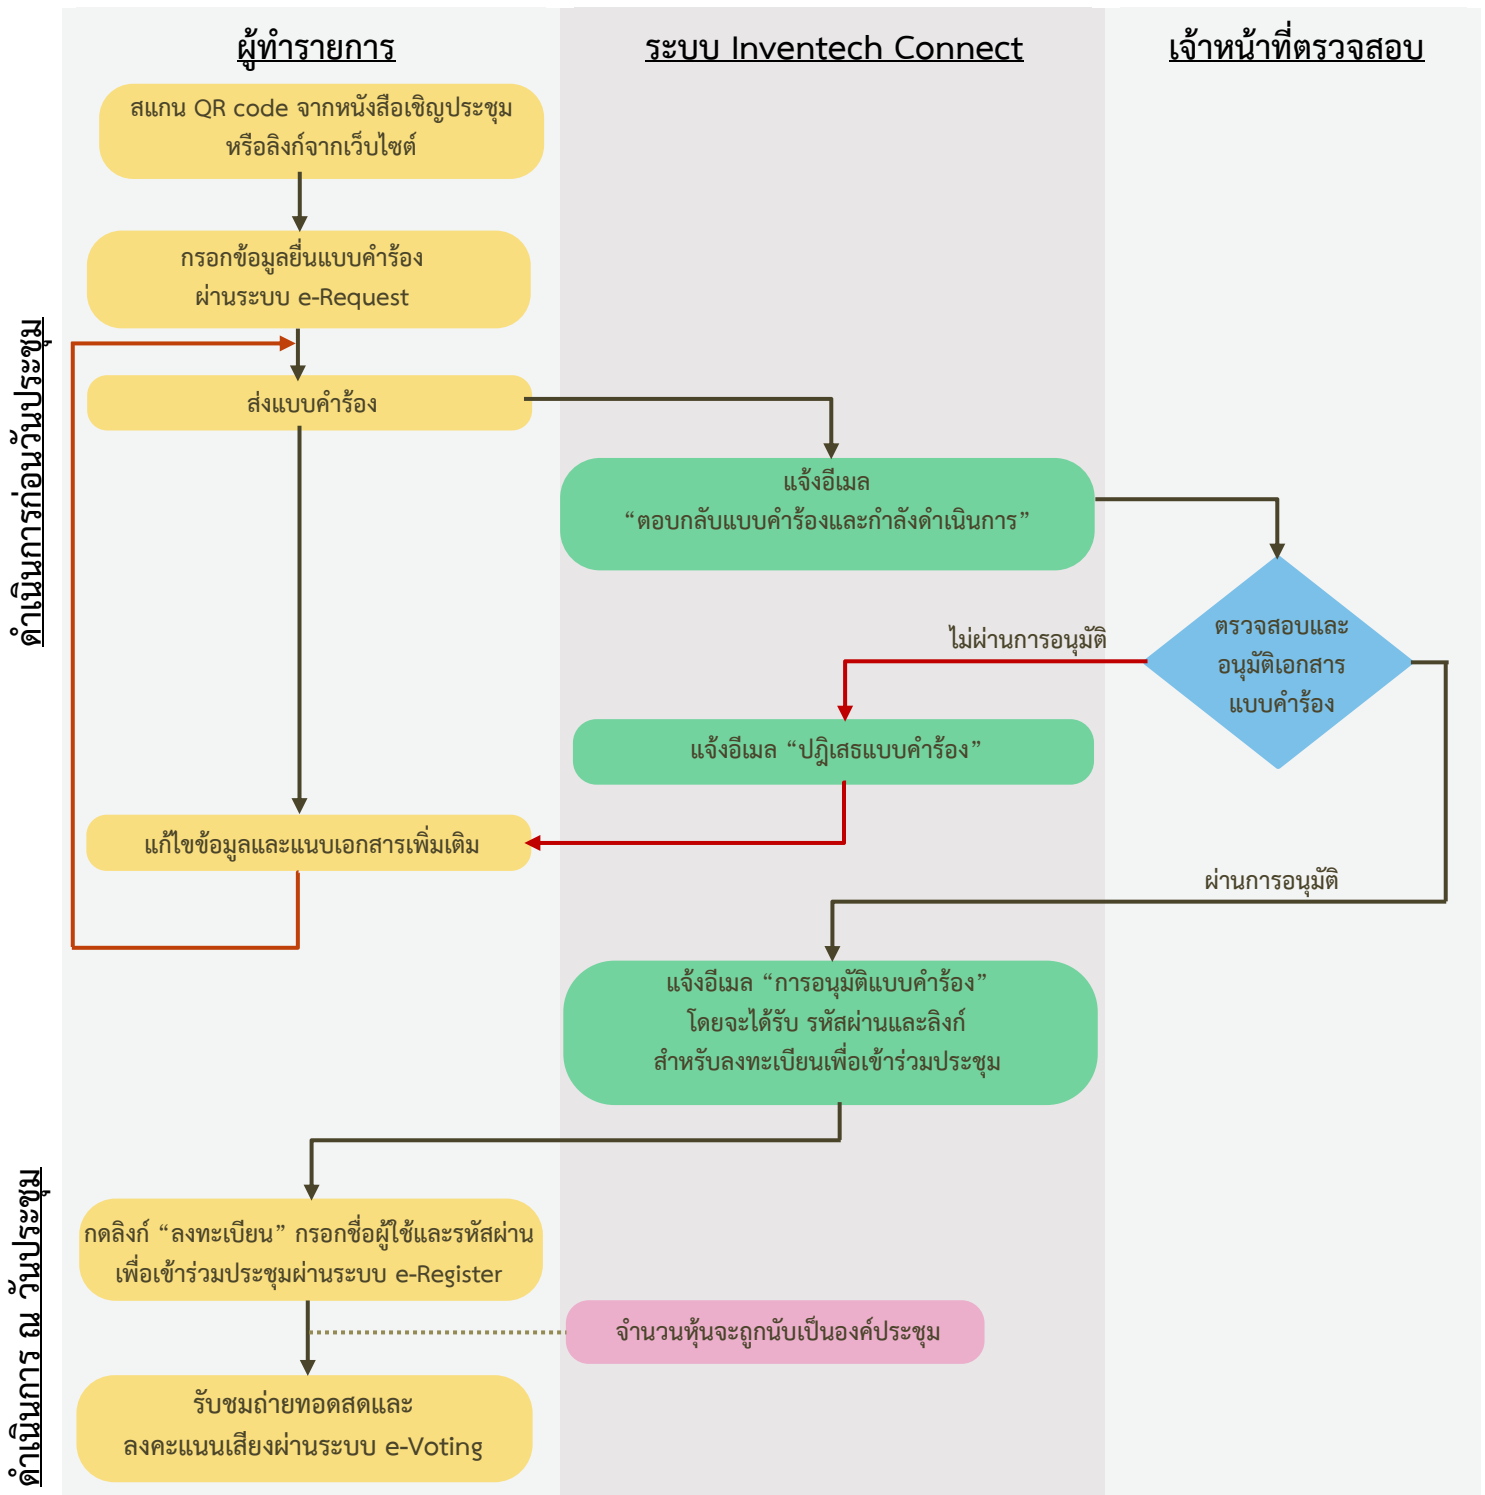 ผู้ทำรายการ
ระบบ Inventech Connect
เจ้าหน้าที่ตรวจสอบ
ดำเนินการก่อนวันประชุม
สแกน QR code จากหนังสือเชิญประชุม
หรือลิงก์จากเว็บไซต์
กรอกข้อมูลยื่นแบบคำร้อง
ผ่านระบบ e-Request
ส่งแบบคำร้อง
แจ้งอีเมล
“ตอบกลับแบบคำร้องและกำลังดำเนินการ”
ตรวจสอบและ
อนุมัติเอกสาร
แบบคำร้อง
ไม่ผ่านการอนุมัติ
แจ้งอีเมล “ปฎิเสธแบบคำร้อง”
แก้ไขข้อมูลและแนบเอกสารเพิ่มเติม
ผ่านการอนุมัติ
แจ้งอีเมล “การอนุมัติแบบคำร้อง”
โดยจะได้รับ รหัสผ่านและลิงก์
สำหรับลงทะเบียนเพื่อเข้าร่วมประชุม
ดำเนินการ ณ วันประชุม
กดลิงก์ “ลงทะเบียน” กรอกชื่อผู้ใช้และรหัสผ่าน
เพื่อเข้าร่วมประชุมผ่านระบบ e-Register
จำนวนหุ้นจะถูกนับเป็นองค์ประชุม
รับชมถ่ายทอดสดและ
ลงคะแนนเสียงผ่านระบบ e-Voting